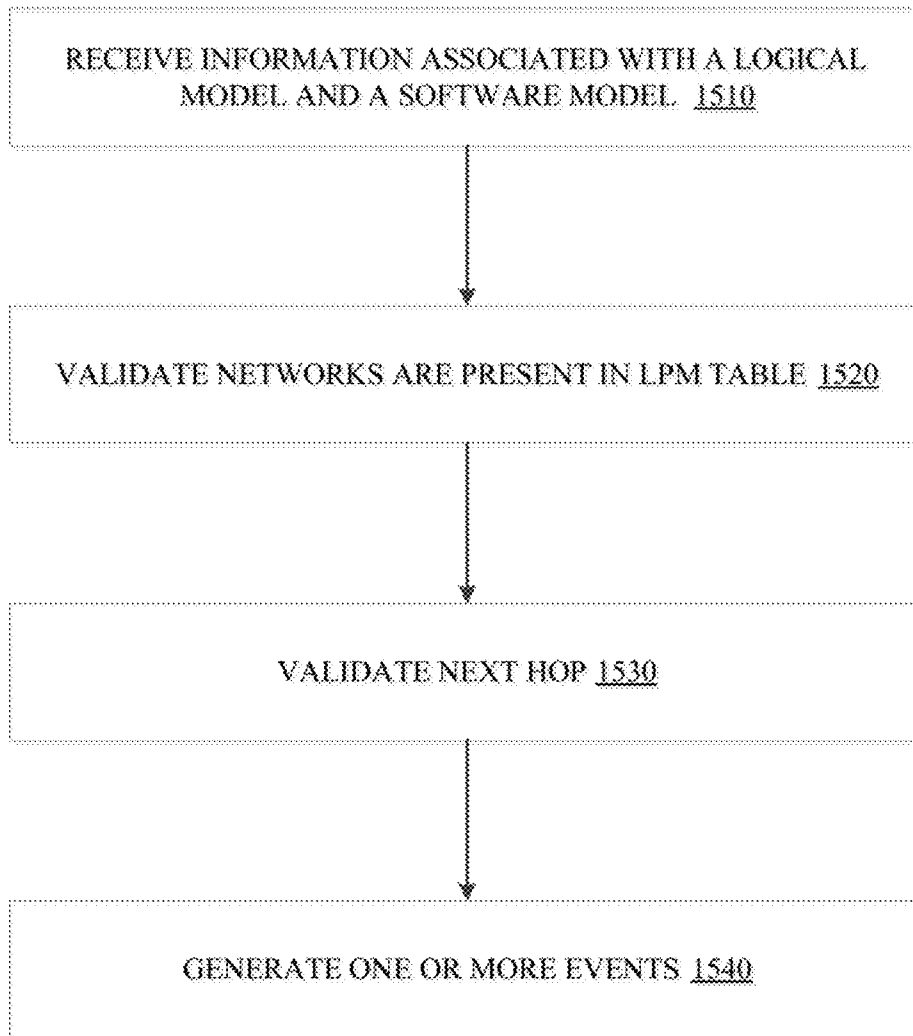 RECEIVE INFORMATION ASSOCIATED WITH A LOGICAL
MODEL AND A SOFTWARE MODEL 1510
VALIDATE NETWORKS ARE PRESENT IN LPM TABLE 1520
VALIDATE NEXT HOP 1530
GENERATE ONE OR MORE EVENTS 1540